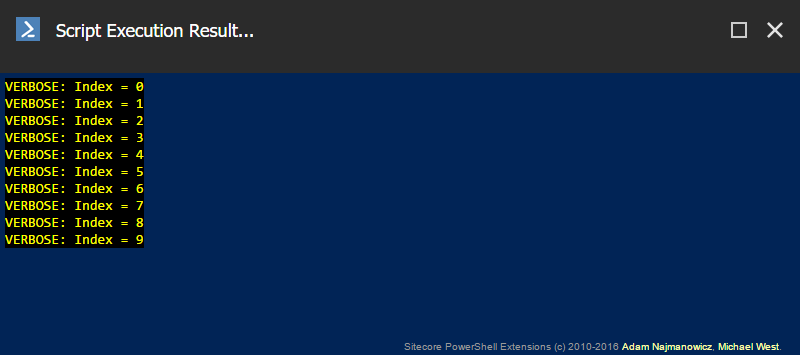 Script Execution Result...
VERBOSE: Index = 0
VERBOSE: Index = 1
VERBOSE: Index = 2
VERBOSE: Index = 3
VERBOSE: Index = 4
VERBOSE: Index = 5
VERBOSE: Index = 6
VERBOSE: Index = 7
VERBOSE: Index = 8
VERBOSE: Index = 9
Sitecore PowerShell Extensions (c) 2010-2016 Adam Najmanowicz, Michael West.